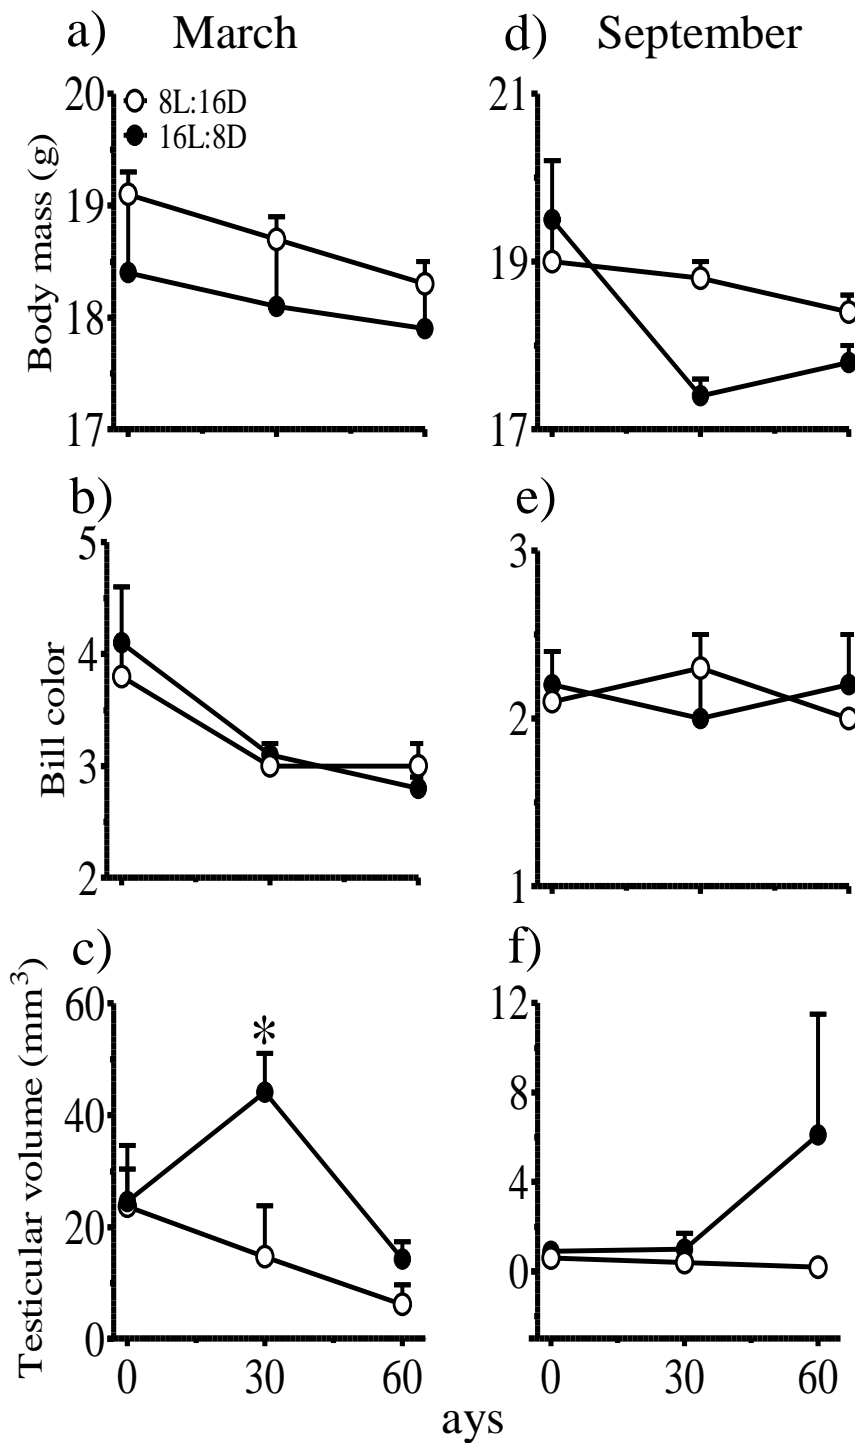 a) March
d) September
20
8L:16D
16L:8D
19
18
17
Body mass (g)
21
19
17
b)
5
4
3
2
Bill color
e)
3
2
1
c)
60
40
20
0
Testicular volume (mm³)
*
0 30 60
f)
12
8
4
0
0 30 60
ays